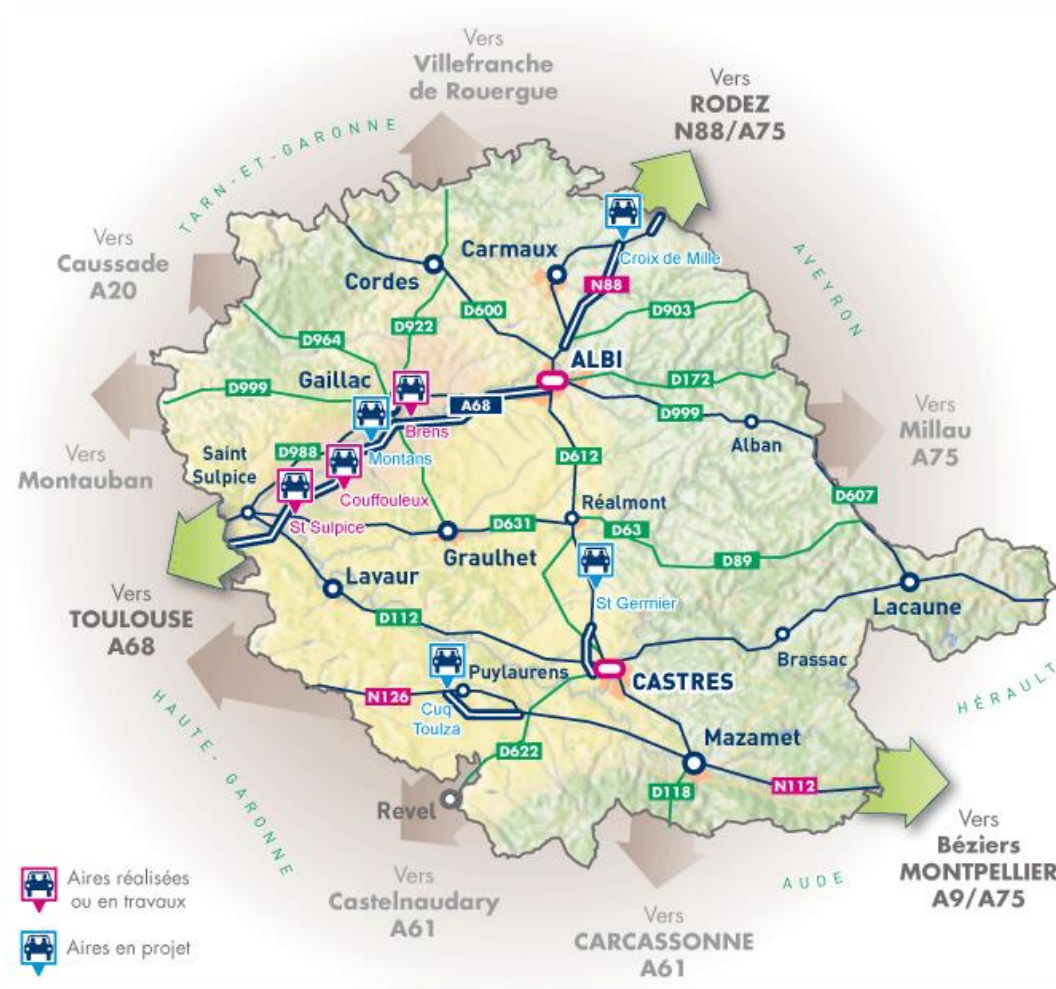 Vers
Villefranche
de Rouergue
Vers
RODEZ
N88/A75
TARN-ET-GARONNE
Vers
Caussade
A20
Carmaux
Croix de Mille
AVEYRON
Cordes
N88
D600
D903
D922
D964
ALBI
Gaillac
D172
D999
A68
D999
Vers
Millau
A75
Brens
Alban
Vers
Montauban
Saint
Sulpice
D988
Montans
D612
Couffouleux
D607
St Sulpice
Réalmont
D631
D63
Graulhet
D89
Vers
TOULOUSE
A68
Lavaur
St Germier
Lacaune
D112
Brassac
Puylaurens
CASTRES
N126
Cuq
Toulza
HÉRAULT
HAUTE-GARONNE
D622
Mazamet
N112
D118
Revel
Vers
Béziers
MONTPELLIER
A9/A75
Aires réalisées
ou en travaux
Vers
Castelnaudary
A61
AUDE
Vers
CARCASSONNE
A61
Aires en projet